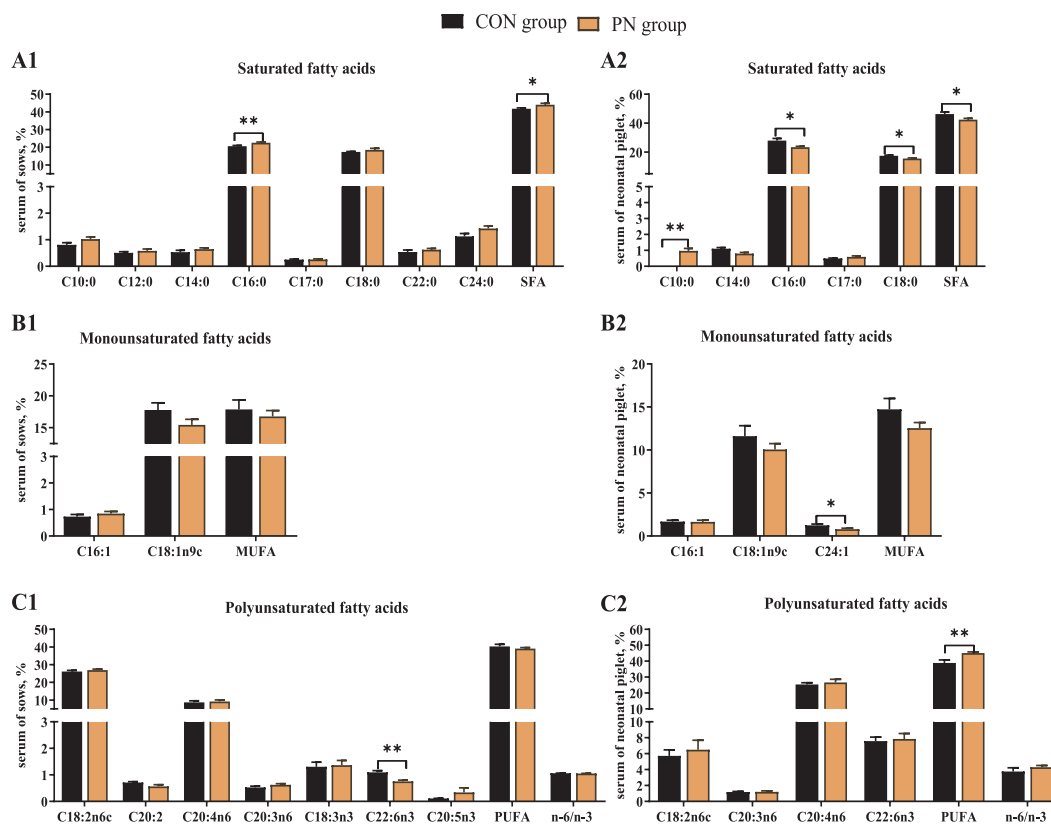 CON group PN group
A1
Saturated fatty acids
serum of sows, %
50
40
30
20
10
3
2
1
0
**
*
C10:0 C12:0 C14:0 C16:0 C17:0 C18:0 C22:0 C24:0 SFA
A2
Saturated fatty acids
serum of neonatal piglet, %
60
40
20
5
4
3
2
1
0
**
*
*
*
C10:0 C14:0 C16:0 C17:0 C18:0 SFA
B1
Monounsaturated fatty acids
serum of sows, %
25
20
15
3
2
1
0
C16:1 C18:1n9c MUFA
B2
Monounsaturated fatty acids
serum of neonatal piglet, %
20
15
10
5
0
*
C16:1 C18:1n9c C24:1 MUFA
C1
Polyunsaturated fatty acids
serum of sows, %
50
40
30
20
10
3
2
1
0
**
C18:2n6c C20:2 C20:4n6 C20:3n6 C18:3n3 C22:6n3 C20:5n3 PUFA n-6/n-3
C2
Polyunsaturated fatty acids
serum of neonatal piglet, %
60
50
40
30
20
10
8
6
4
2
0
**
C18:2n6c C20:3n6 C20:4n6 C22:6n3 PUFA n-6/n-3